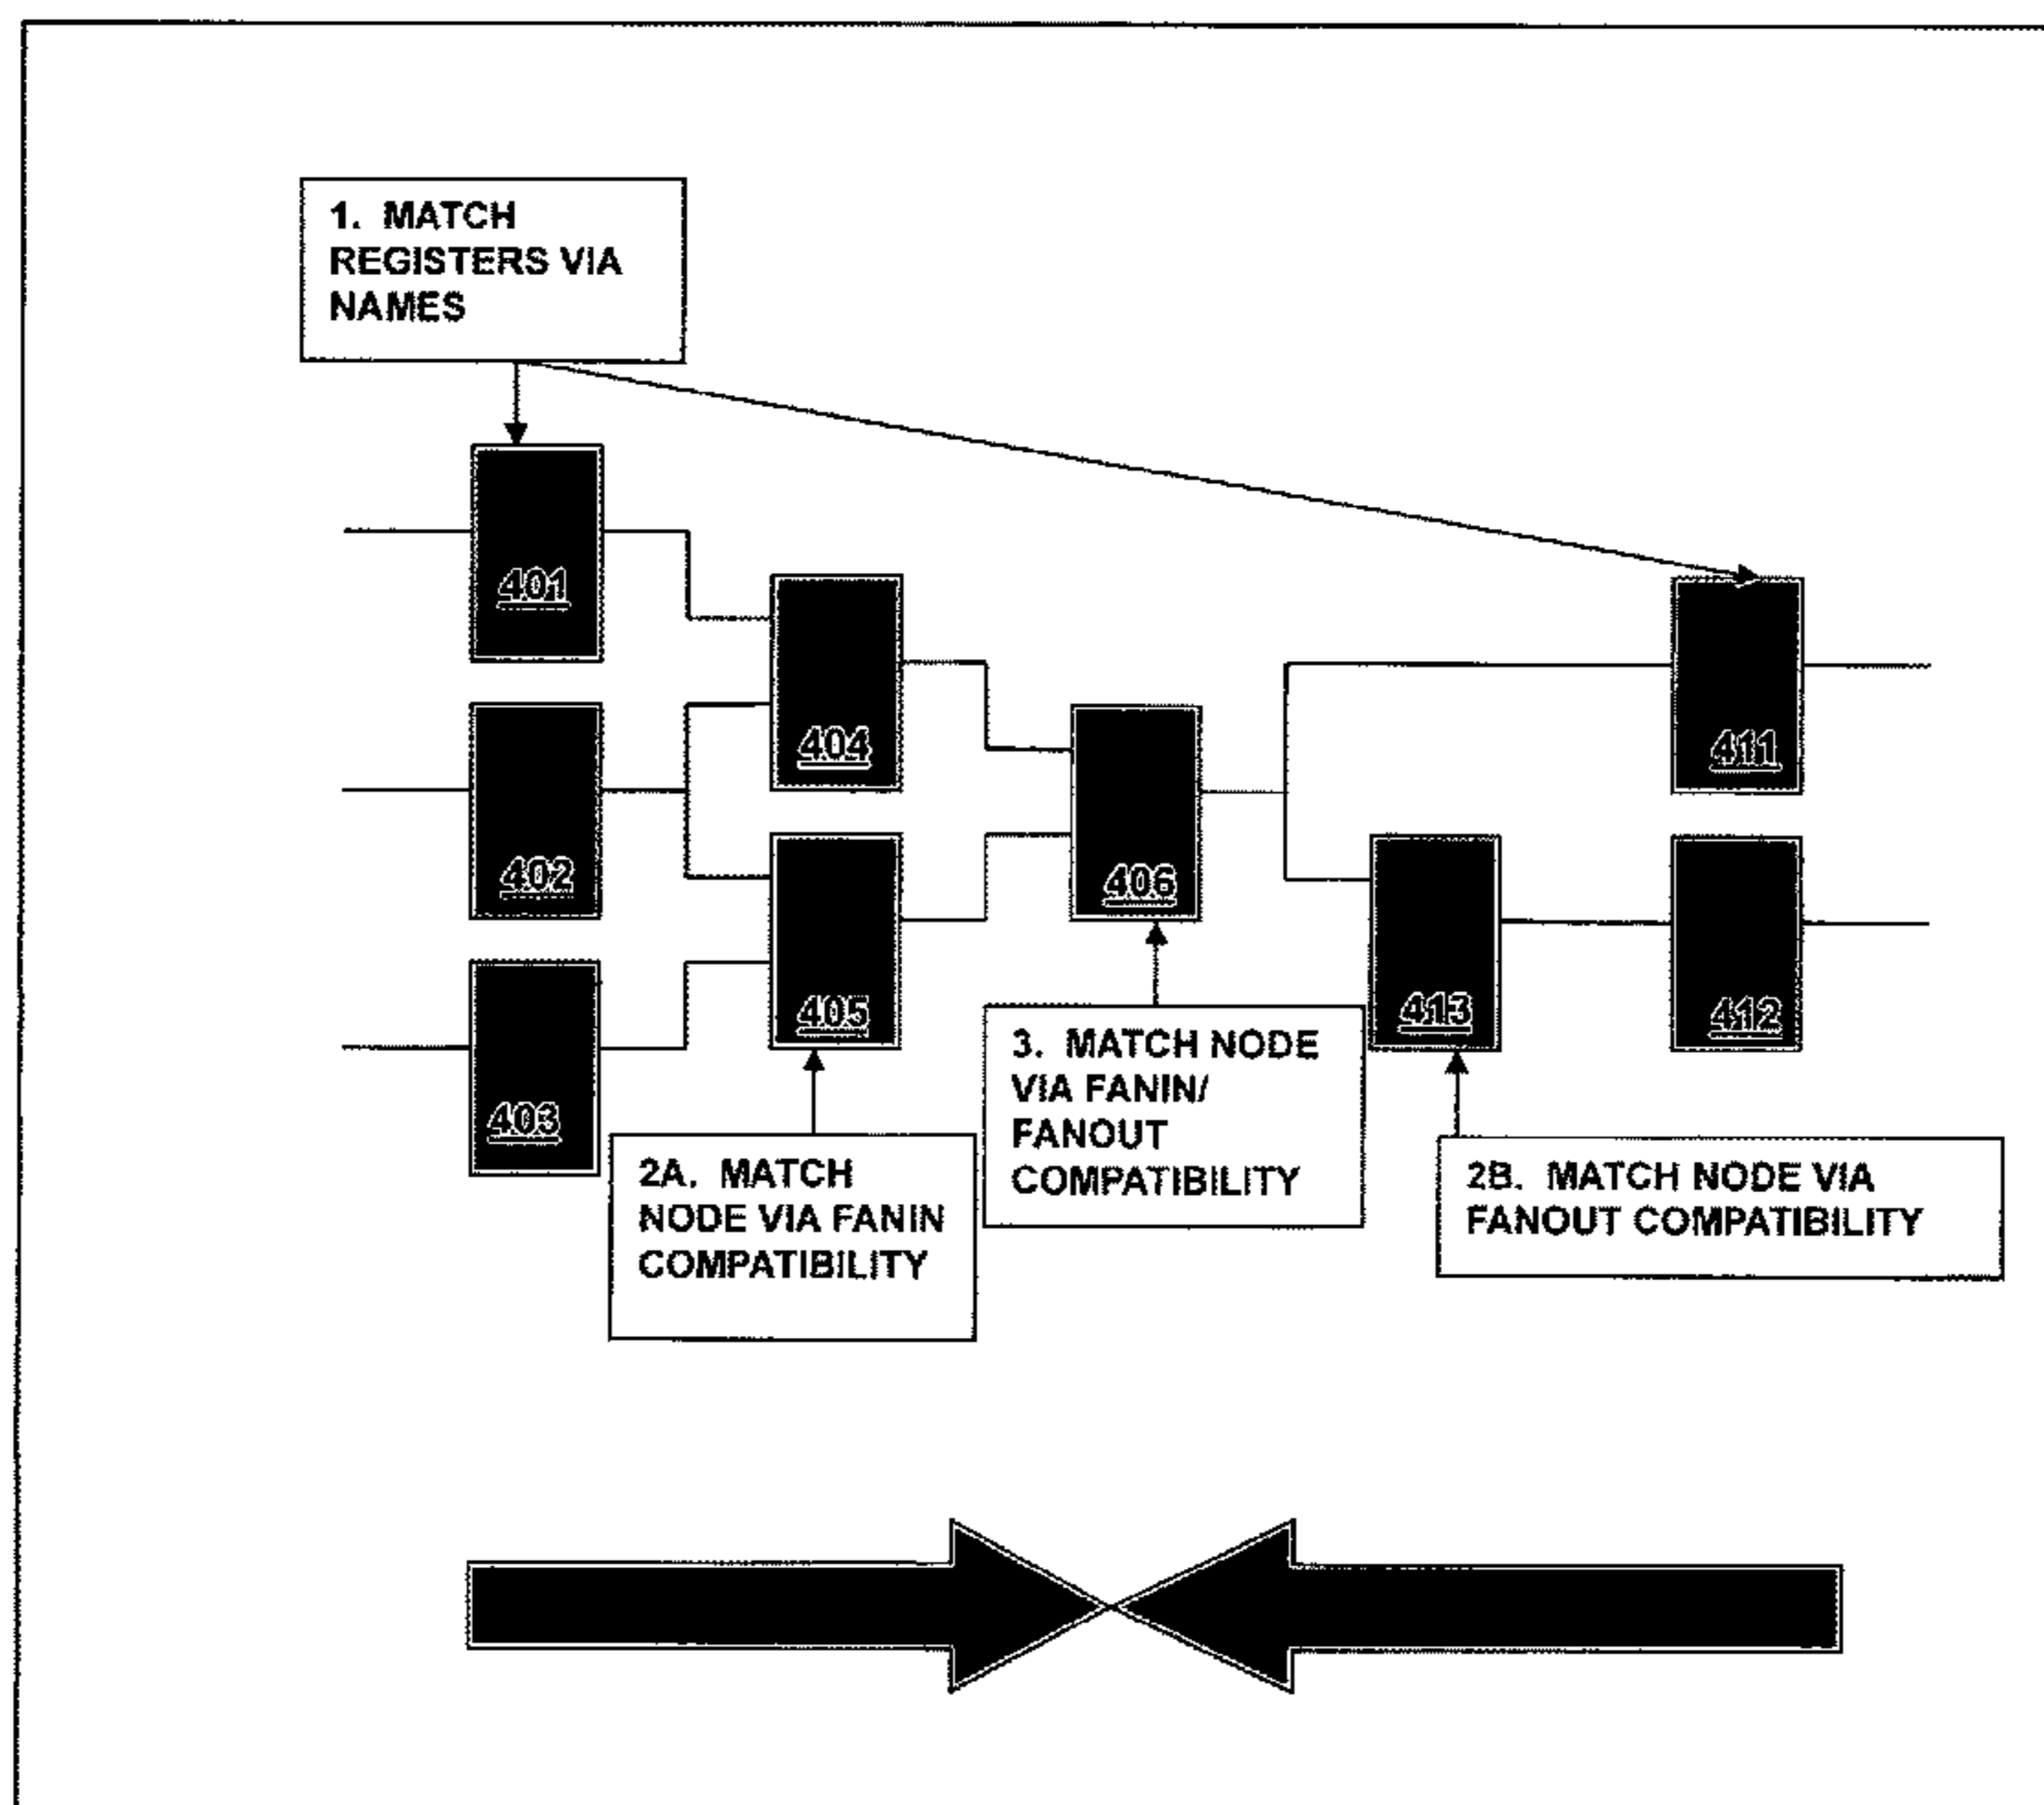 1. MATCH
REGISTERS VIA
NAMES
401
404
411
402
406
405
413
412
403
3. MATCH NODE
VIA FANIN/
FANOUT
COMPATIBILITY
2A. MATCH
NODE VIA FANIN
COMPATIBILITY
2B. MATCH NODE VIA
FANOUT COMPATIBILITY